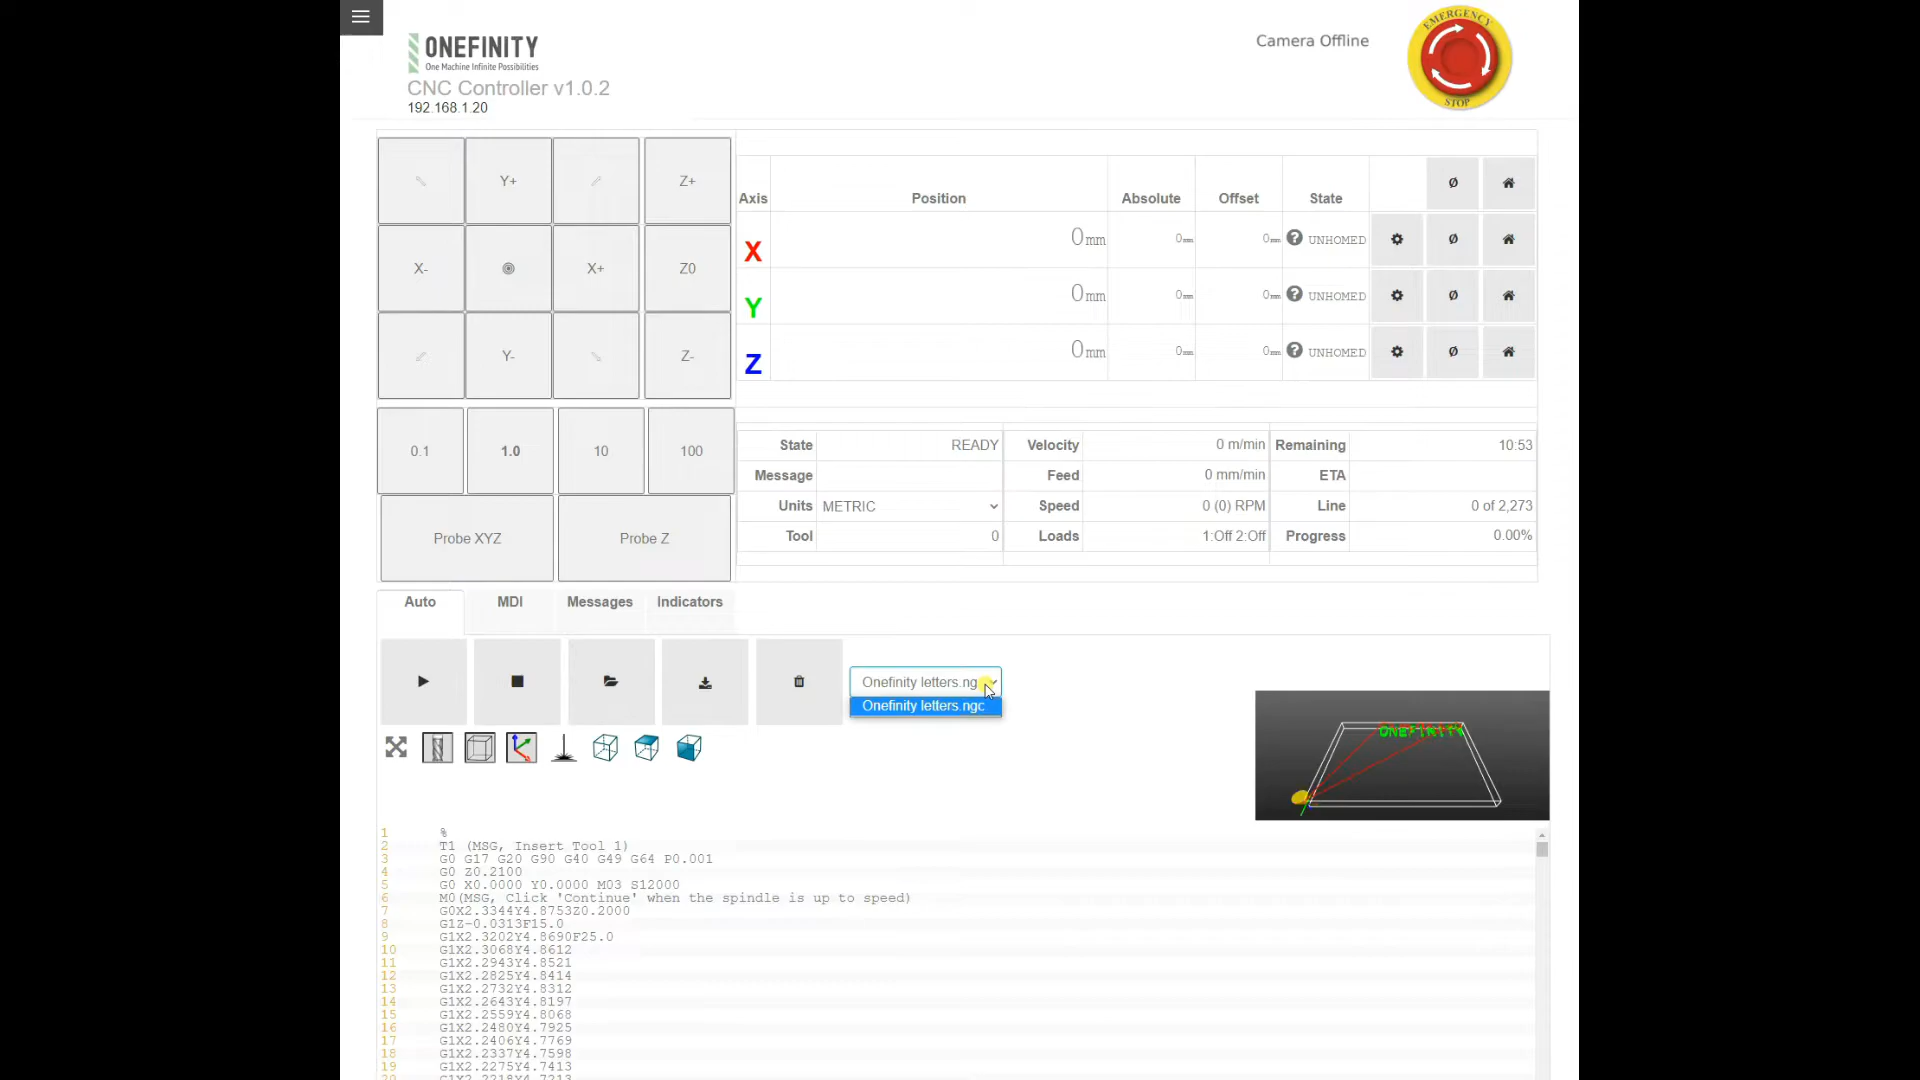 ONEFINITY
One Machine Infinite Possibilities
CNC Controller v1.0.2
192.168.1.20
Camera Offline
EMERGENCY
STOP
Y+
Z+
X-
X+
Z0
Y-
Z-
0.1
1.0
10
100
Probe XYZ
Probe Z
Axis Position Absolute Offset State
X 0mm 0mm 0mm UNHOMED
Y 0mm 0mm 0mm UNHOMED
Z 0mm 0mm 0mm UNHOMED
State READY Velocity 0 m/min Remaining 10:53
Message Feed 0 mm/min ETA
Units METRIC Speed 0 (0) RPM Line 0 of 2,273
Tool 0 Loads 1:Off 2:Off Progress 0.00%
Auto MDI Messages Indicators
Onefinity letters.ng
Onefinity letters.ngc
ONEFINITY
1 %
2 T1 (MSG, Insert Tool 1)
3 G0 G17 G20 G90 G40 G49 G64 P0.001
4 G0 Z0.2100
5 G0 X0.0000 Y0.0000 M03 S12000
6 M0(MSG, Click 'Continue' when the spindle is up to speed)
7 G0X2.3344Y4.8753Z0.2000
8 G1Z-0.0313F15.0
9 G1X2.3202Y4.8690F25.0
10 G1X2.3068Y4.8612
11 G1X2.2943Y4.8521
12 G1X2.2825Y4.8414
13 G1X2.2732Y4.8312
14 G1X2.2643Y4.8197
15 G1X2.2559Y4.8068
16 G1X2.2480Y4.7925
17 G1X2.2406Y4.7769
18 G1X2.2337Y4.7598
19 G1X2.2275Y4.7413
20 G1X2.2218Y4.7213